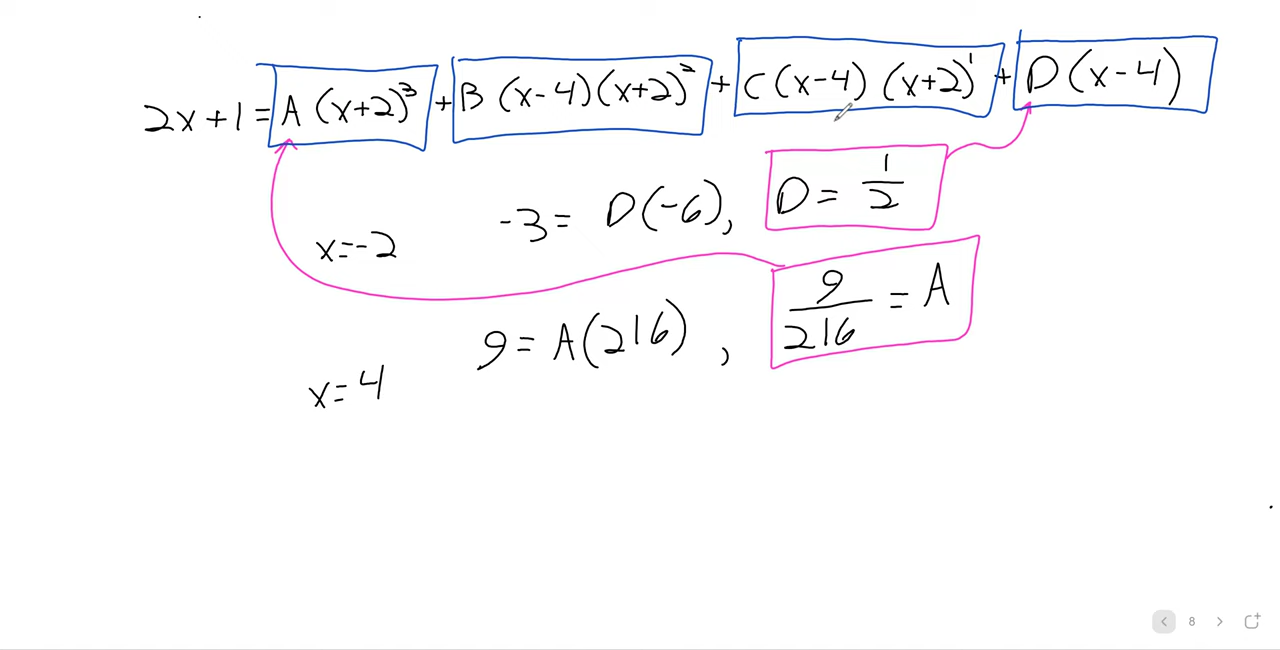 2x+1 = A(x+2)³ + B(x-4)(x+2)² + C(x-4)(x+2)¹ + D(x-4)
x=-2 -3 = D(-6), D = 1/2
x=4 9 = A(216), 9/216 = A
8